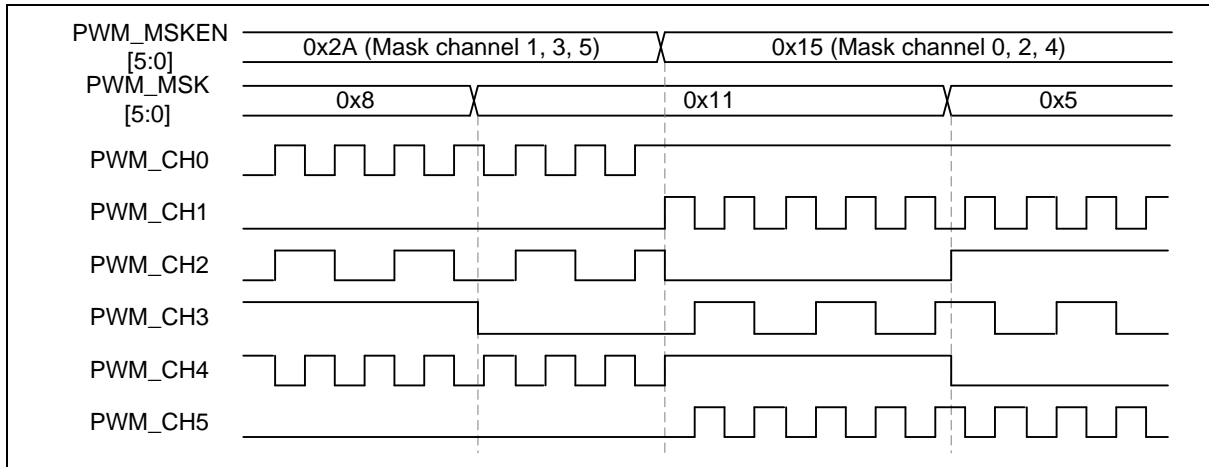 PWM_MSKEN
[5:0]
0x2A (Mask channel 1, 3, 5)
0x15 (Mask channel 0, 2, 4)
PWM_MSK
[5:0]
0x8
0x11
0x5
PWM_CH0
PWM_CH1
PWM_CH2
PWM_CH3
PWM_CH4
PWM_CH5